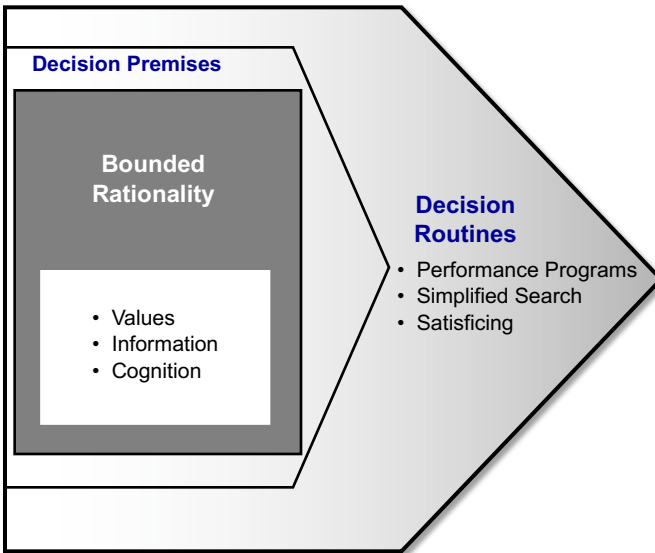 Decision Premises
Bounded
Rationality
• Values
• Information
• Cognition
Decision
Routines
• Performance Programs
• Simplified Search
• Satisficing